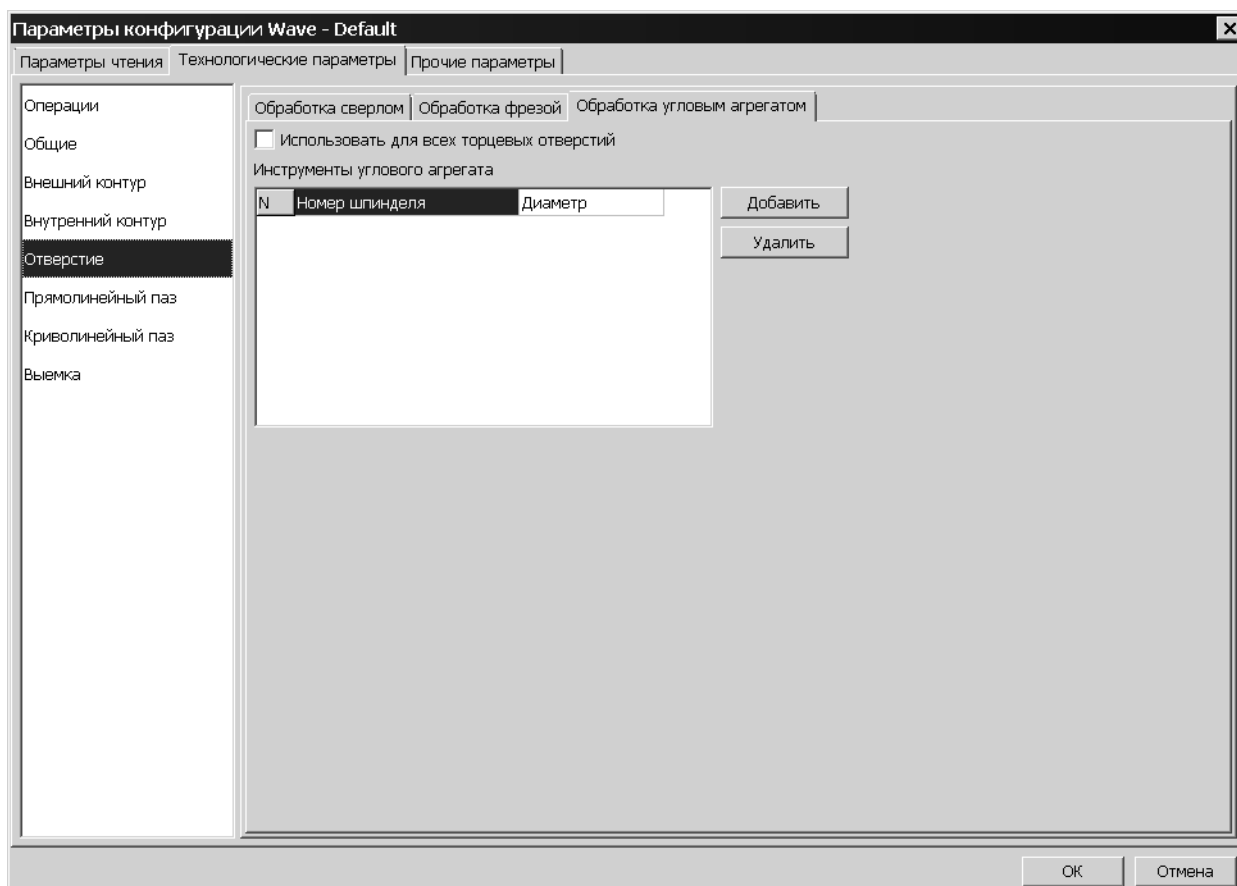 Параметры конфигурации Wave - Default
Параметры чтения Технологические параметры Прочие параметры
Операции
Общие
Внешний контур
Внутренний контур
Отверстие
Прямолинейный паз
Криволинейный паз
Выемка
Обработка сверлом Обработка фрезой Обработка угловым агрегатом
Использовать для всех торцевых отверстий
Инструменты углового агрегата
N Номер шпинделя Диаметр
Добавить
Удалить
ОК Отмена